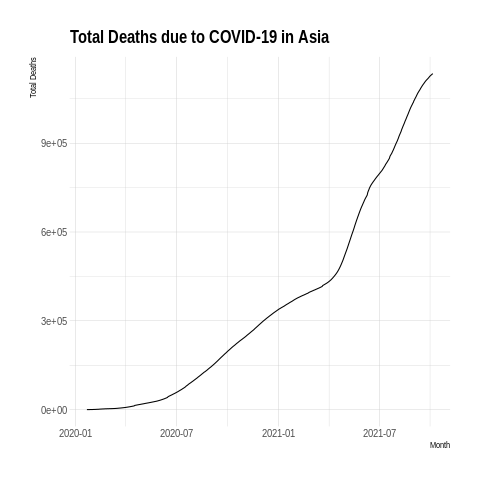 Total Deaths due to COVID-19 in Asia
Total Deaths
9e+05
6e+05
3e+05
0e+00
2020-01 2020-07 2021-01 2021-07
Month